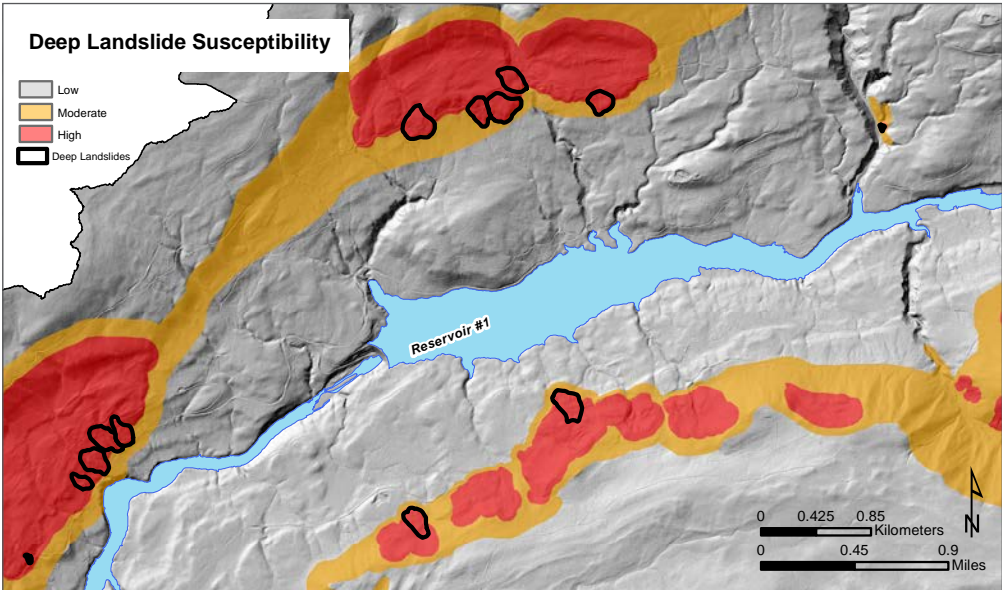 Deep Landslide Susceptibility
Low
Moderate
High
Deep Landslides
Reservoir #1
N
0 0.425 0.85
Kilometers
0 0.45 0.9
Miles